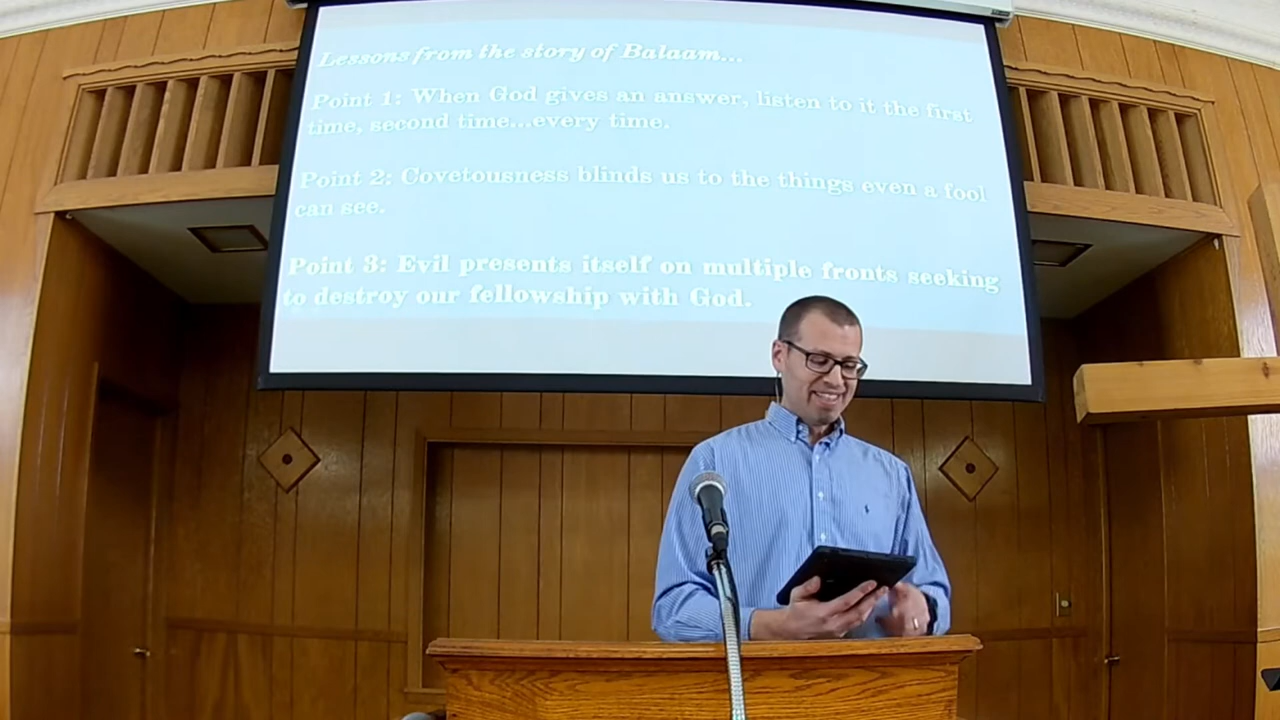 Lessons from the story of Balaam...
Point 1: When God gives an answer, listen to it the first
time, second time...every time.
Point 2: Covetousness blinds us to the things even a fool
can see.
Point 3: Evil presents itself on multiple fronts seeking
to destroy our fellowship with God.